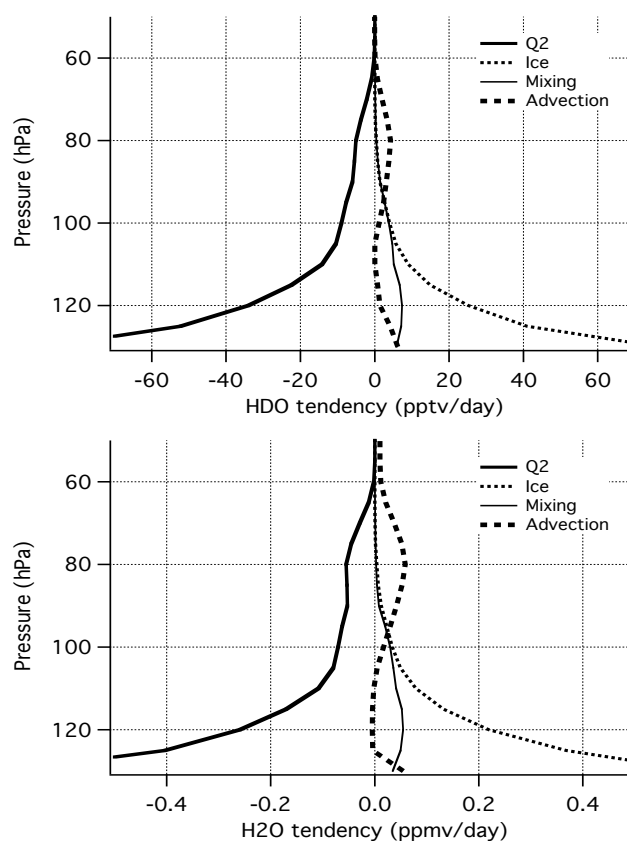 60
80
100
120
Pressure (hPa)
Q2
Ice
Mixing
Advection
-60 -40 -20 0 20 40 60
HDO tendency (pptv/day)
60
80
100
120
Pressure (hPa)
Q2
Ice
Mixing
Advection
-0.4 -0.2 0.0 0.2 0.4
H2O tendency (ppmv/day)